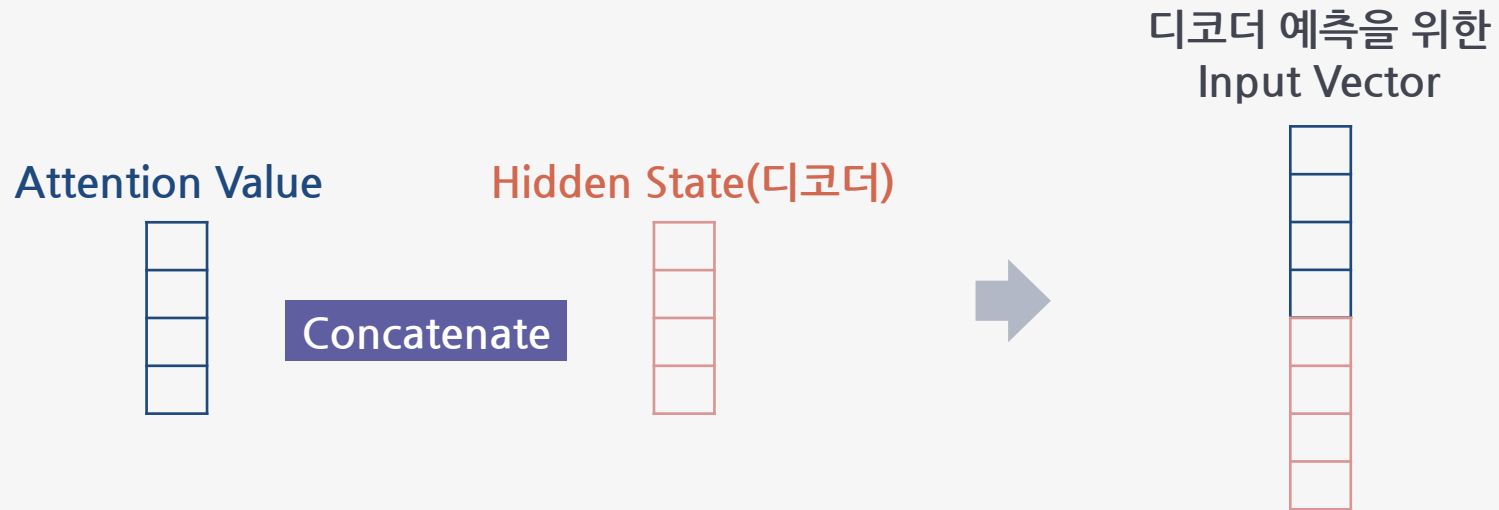 디코더 예측을 위한
Input Vector
Attention Value
Hidden State(디코더)
Concatenate